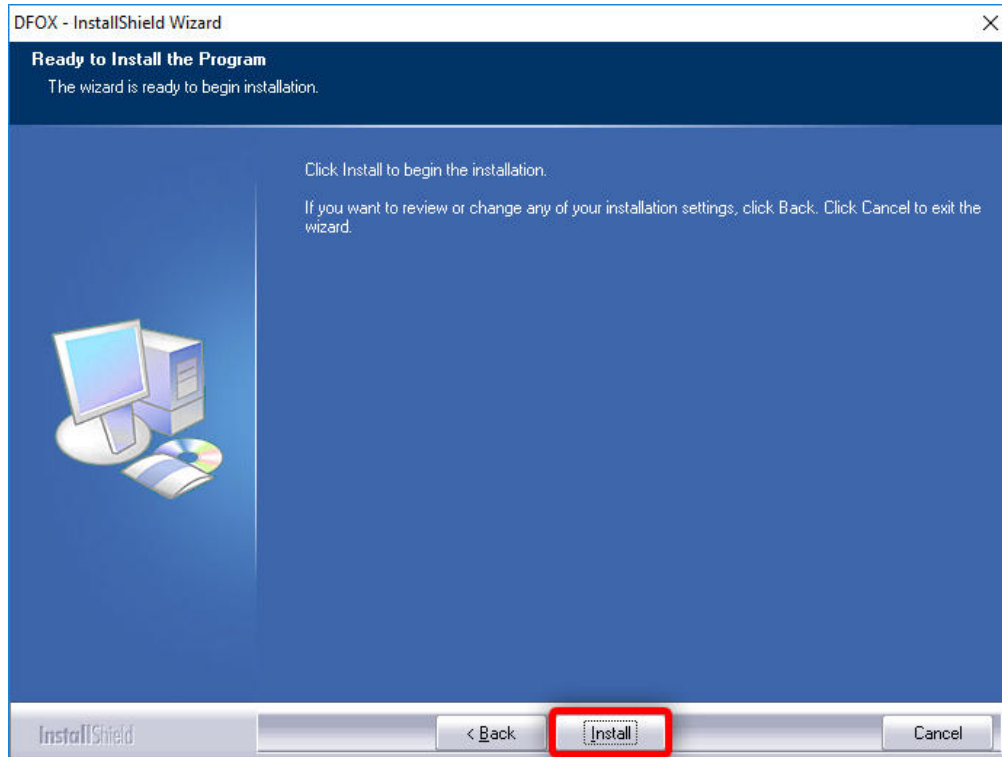 DFOX - InstallShield Wizard
Ready to Install the Program
The wizard is ready to begin installation.
Click Install to begin the installation.
If you want to review or change any of your installation settings, click Back. Click Cancel to exit the
wizard.
InstallShield
< Back
Install
Cancel